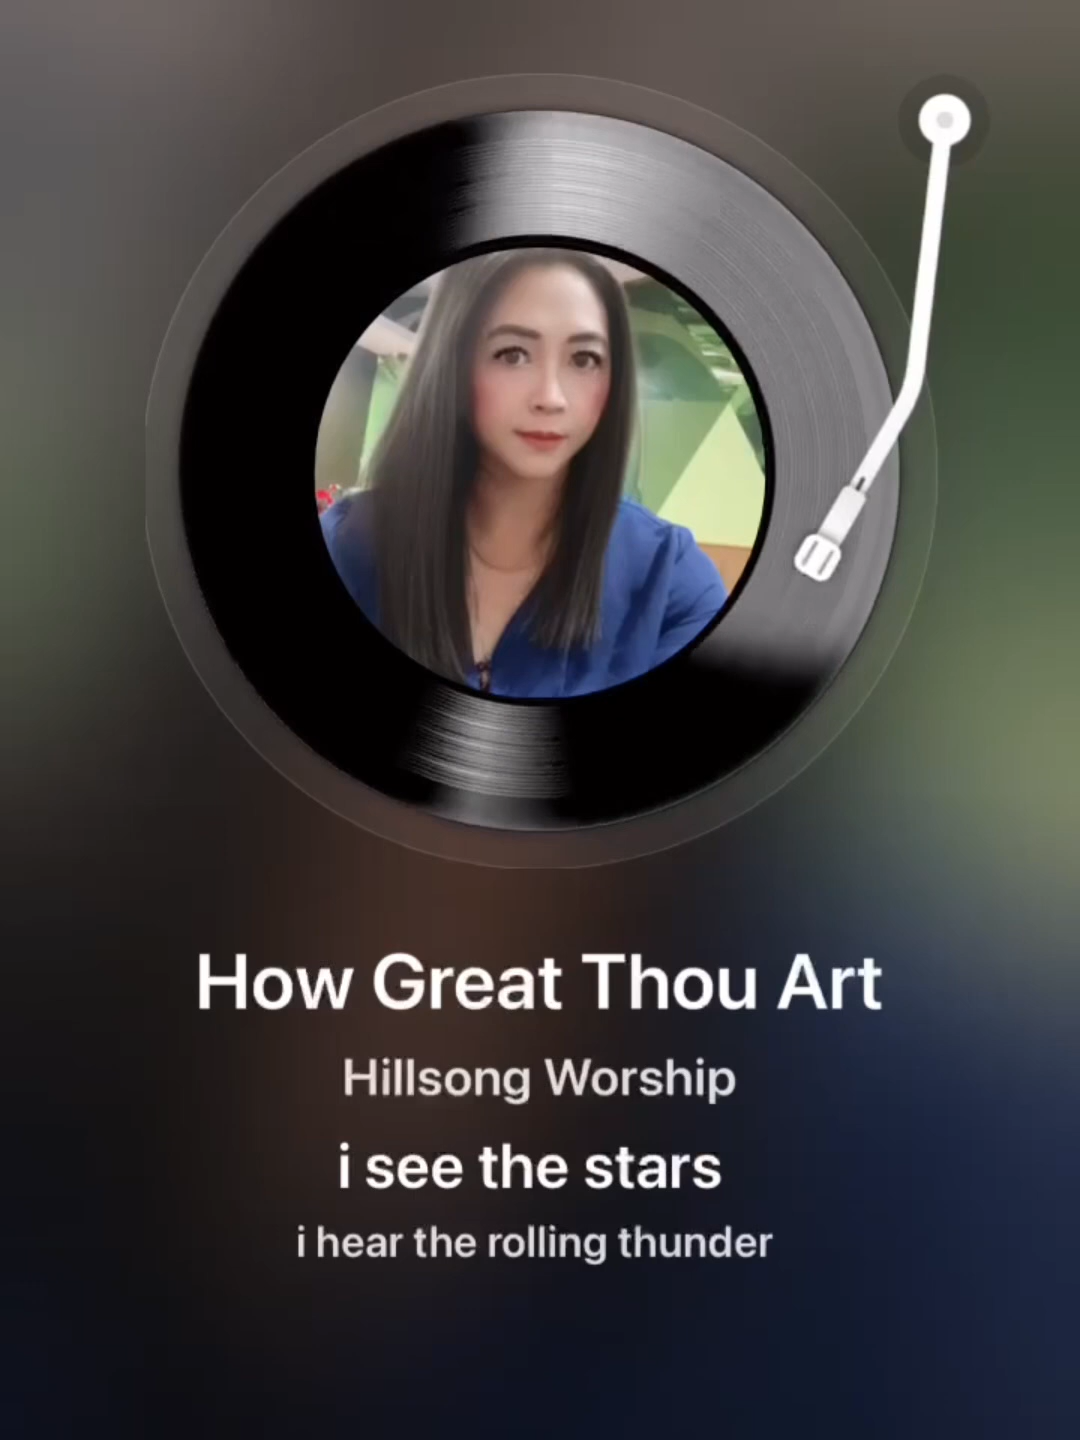 How Great Thou Art
Hillsong Worship
i see the stars
i hear the rolling thunder